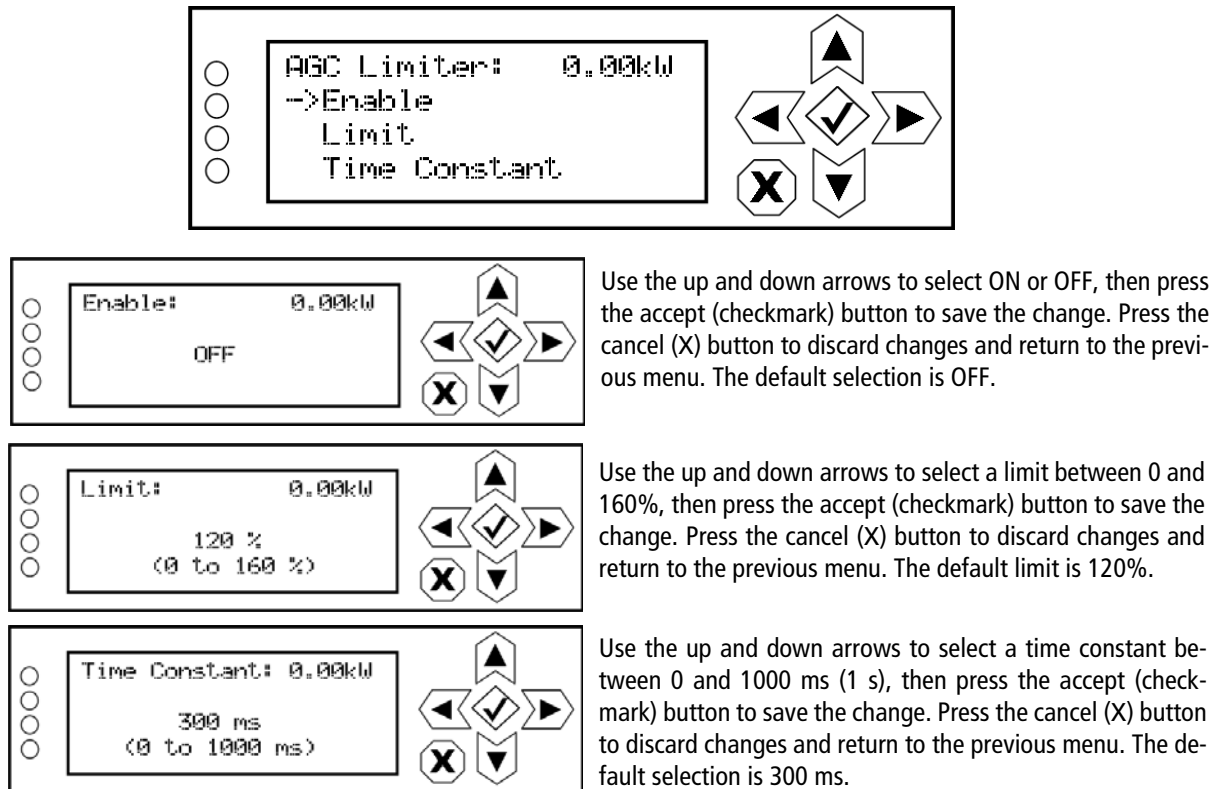 AGC Limiter: 0.00kW
->Enable
Limit
Time Constant
X
Enable: 0.00kW
OFF
X
Use the up and down arrows to select ON or OFF, then press
the accept (checkmark) button to save the change. Press the
cancel (X) button to discard changes and return to the previ-
ous menu. The default selection is OFF.
Limit: 0.00kW
120 %
(0 to 160 %)
X
Use the up and down arrows to select a limit between 0 and
160%, then press the accept (checkmark) button to save the
change. Press the cancel (X) button to discard changes and
return to the previous menu. The default limit is 120%.
Time Constant: 0.00kW
300 ms
(0 to 1000 ms)
X
Use the up and down arrows to select a time constant be-
tween 0 and 1000 ms (1 s), then press the accept (check-
mark) button to save the change. Press the cancel (X) button
to discard changes and return to the previous menu. The de-
fault selection is 300 ms.